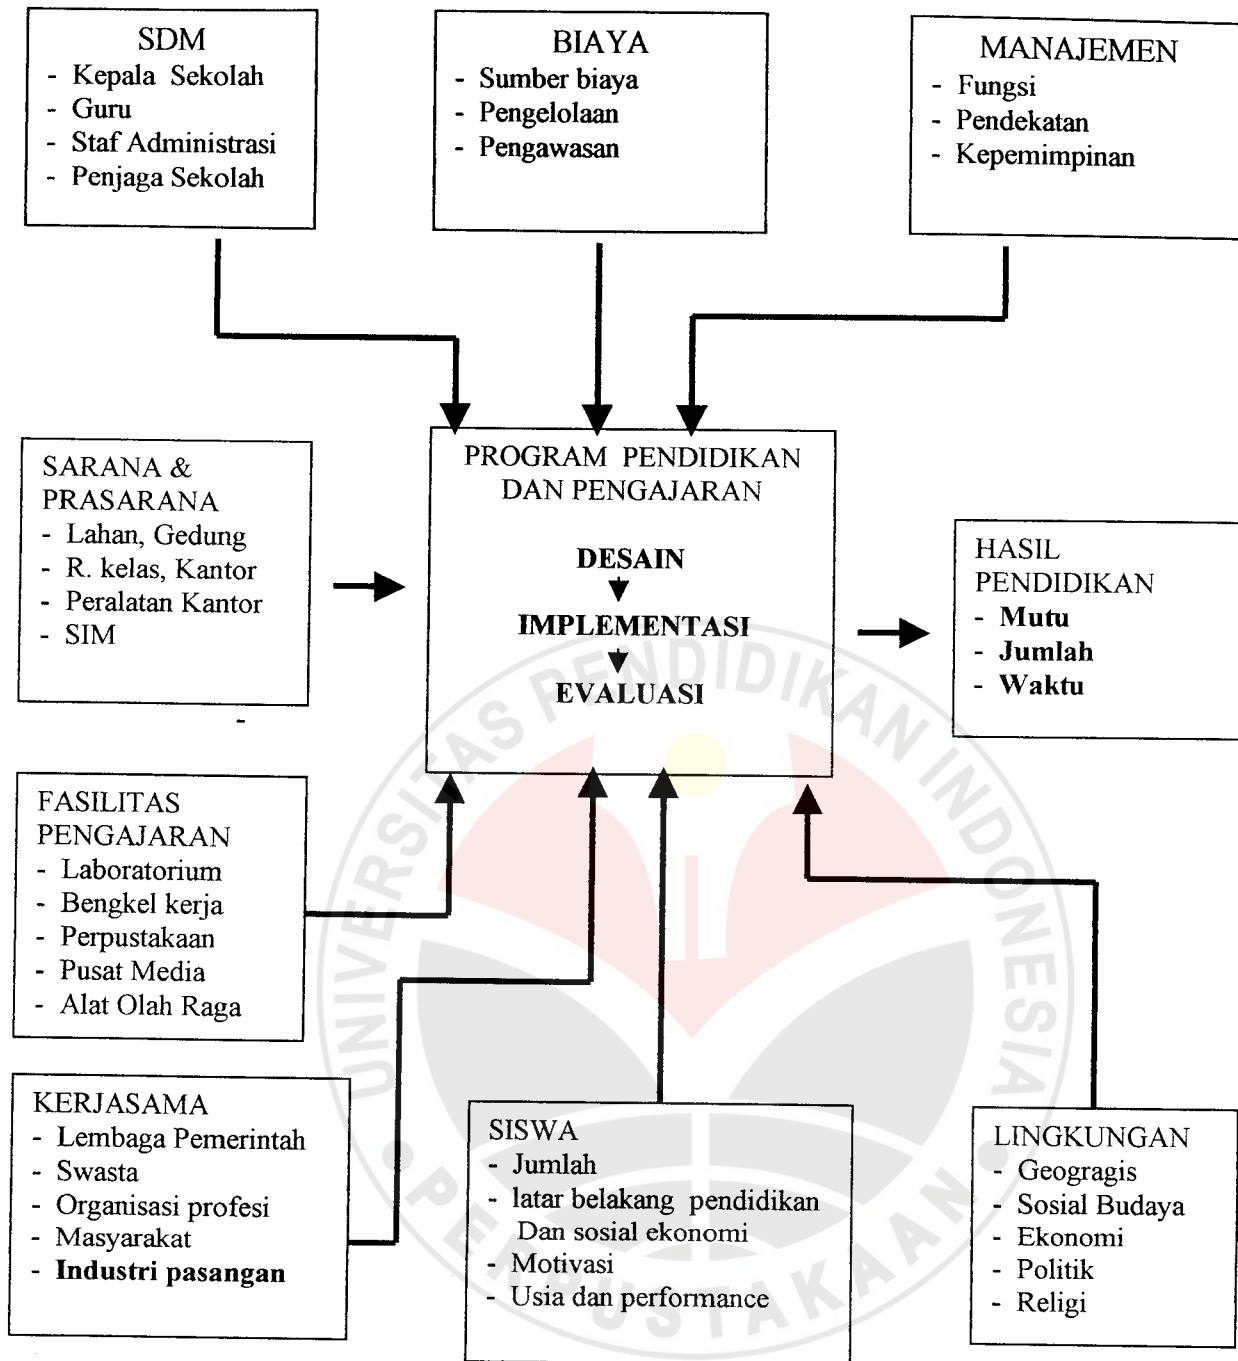 SDM
- Kepala Sekolah
- Guru
- Staf Administrasi
- Penjaga Sekolah
BIAYA
- Sumber biaya
- Pengelolaan
- Pengawasan
MANAJEMEN
- Fungsi
- Pendekatan
- Kepemimpinan
SARANA &
PRASARANA
- Lahan, Gedung
- R. kelas, Kantor
- Peralatan Kantor
- SIM
-
PROGRAM PENDIDIKAN
DAN PENGAJARAN
DESAIN
IMPLEMENTASI
EVALUASI
HASIL
PENDIDIKAN
- Mutu
- Jumlah
- Waktu
FASILITAS
PENGAJARAN
- Laboratorium
- Bengkel kerja
- Perpustakaan
- Pusat Media
- Alat Olah Raga
KERJASAMA
- Lembaga Pemerintah
- Swasta
- Organisasi profesi
- Masyarakat
- Industri pasangan
SISWA
- Jumlah
- latar belakang pendidikan
Dan sosial ekonomi
- Motivasi
- Usia dan performance
LINGKUNGAN
- Geogragis
- Sosial Budaya
- Ekonomi
- Politik
- Religi
UNIVERSITAS PENDIDIKAN INDONESIA
PERPUSTAKAAN